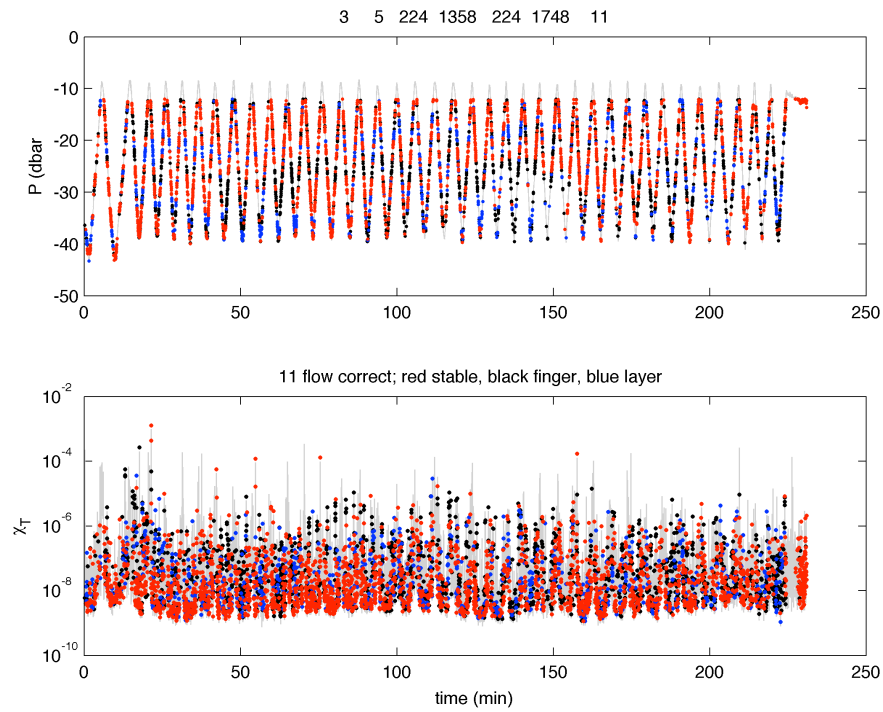 3 5 224 1358 224 1748 11
0
-10
-20
-30
-40
-50
P (dbar
0 50 100 150 200 250
11 flow correct; red stable, black finger, blue layer
10^-2
10^-4
10^-6
10^-8
10^-10
χ_T
0 50 100 150 200 250
time (min)